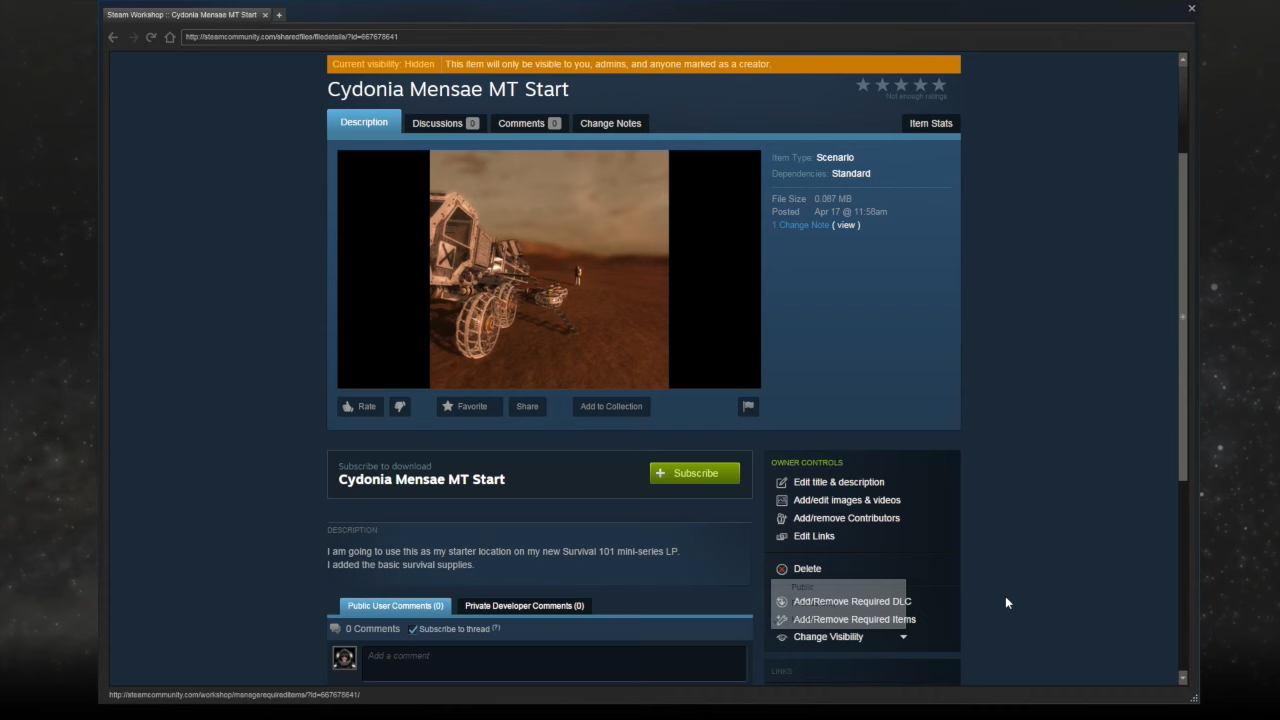 Steam Workshop :: Cydonia Mensae MT Start
http://steamcommunity.com/sharedfiles/filedetails/?id=667678641
Current visibility: Hidden This item will only be visible to you, admins, and anyone marked as a creator.
Cydonia Mensae MT Start
Not enough ratings
Description
Discussions 0
Comments 0
Change Notes
Item Stats
Item Type: Scenario
Dependencies: Standard
File Size 0.087 MB
Posted Apr 17 @ 11:58am
1 Change Note ( view )
Rate
Favorite
Share
Add to Collection
Subscribe to download
Cydonia Mensae MT Start
Subscribe
DESCRIPTION
I am going to use this as my starter location on my new Survival 101 mini-series LP.
I added the basic survival supplies.
OWNER CONTROLS
Edit title & description
Add/edit images & videos
Add/remove Contributors
Edit Links
Delete
Public
Add/Remove Required DLC
Add/Remove Required Items
Change Visibility
LINKS
Public User Comments (0)
Private Developer Comments (0)
0 Comments
Subscribe to thread (?)
Add a comment
http://steamcommunity.com/workshop/managerequireditems/?id=667678641/